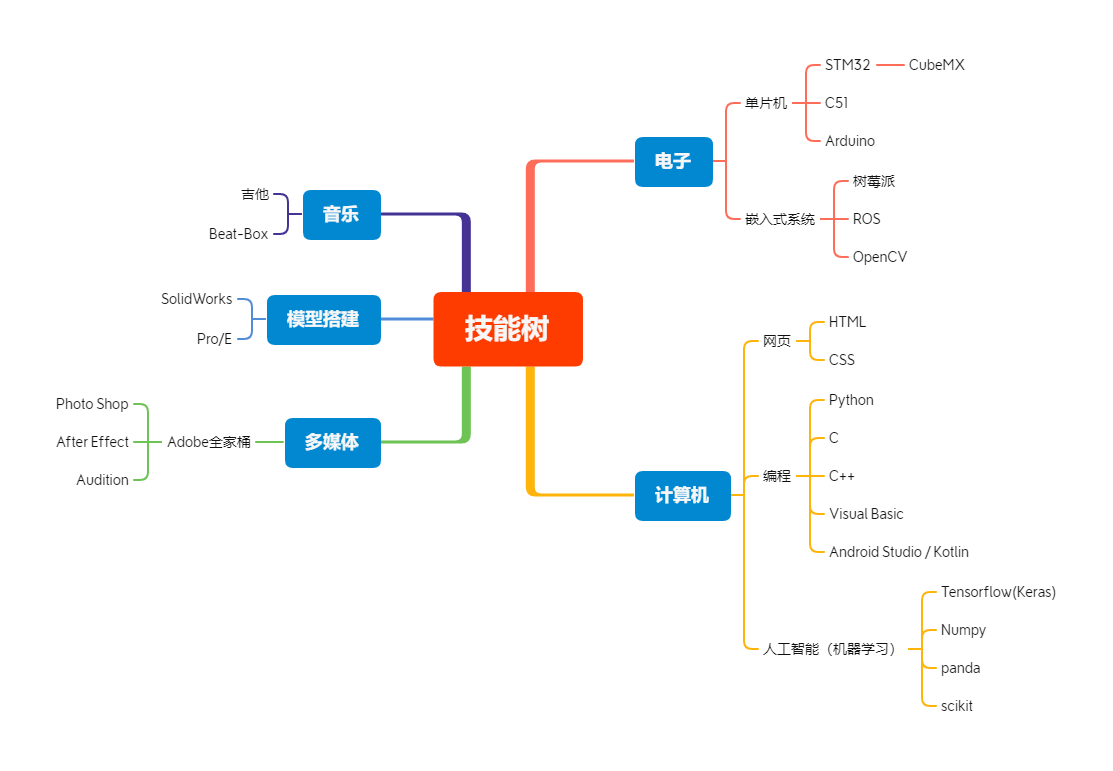 技能树
电子
单片机
STM32
CubeMX
C51
Arduino
嵌入式系统
树莓派
ROS
OpenCV
计算机
网页
HTML
CSS
编程
Python
C
C++
Visual Basic
Android Studio / Kotlin
人工智能（机器学习）
Tensorflow(Keras)
Numpy
panda
scikit
音乐
吉他
Beat-Box
模型搭建
SolidWorks
Pro/E
多媒体
Adobe全家桶
Photo Shop
After Effect
Audition